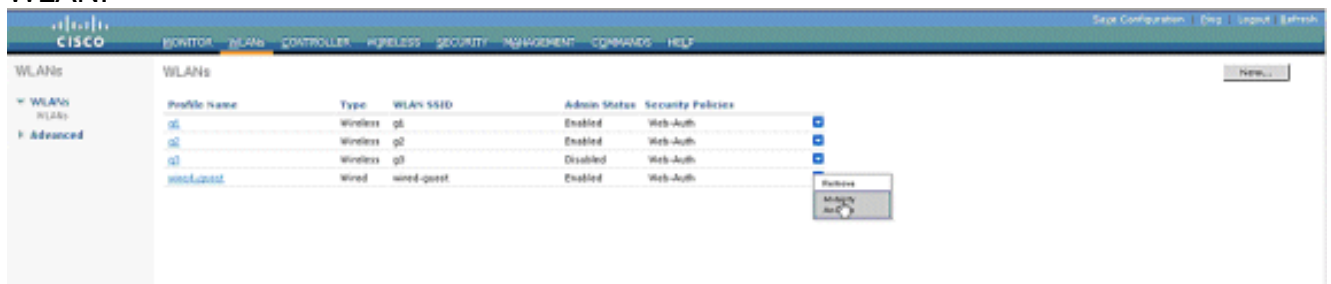 CISCO
Save Configuration | Ping | Logout | Refresh
MONITOR WLANs CONTROLLER WIRELESS SECURITY MANAGEMENT COMMANDS HELP
WLANs
WLANs
New...
WLANs
WLANs
Advanced
Profile Name Type WLAN SSID Admin Status Security Policies
g1 Wireless g1 Enabled Web-Auth
g2 Wireless g2 Enabled Web-Auth
g3 Wireless g3 Disabled Web-Auth
wired-guest Wired wired-guest Enabled Web-Auth
Remove
Mobility